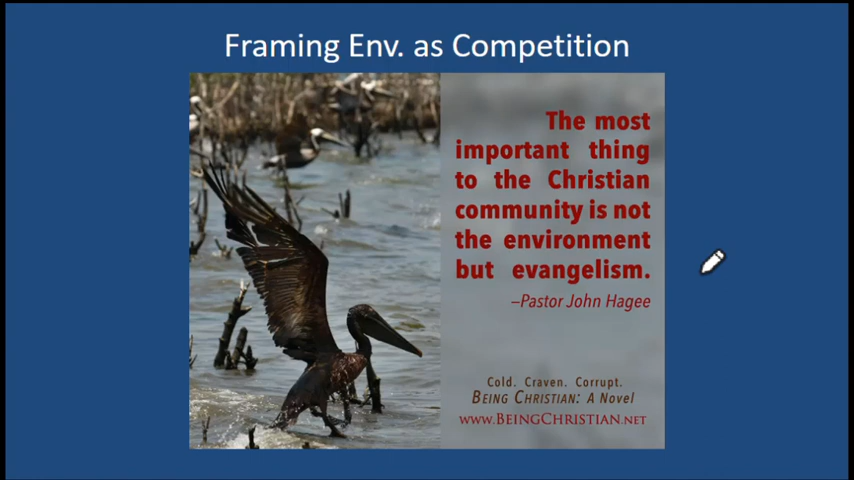 Framing Env. as Competition
The most
important thing
to the Christian
community is not
the environment
but evangelism.
–Pastor John Hagee
Cold. Craven. Corrupt.
BEING CHRISTIAN: A Novel
www.BEINGCHRISTIAN.NET